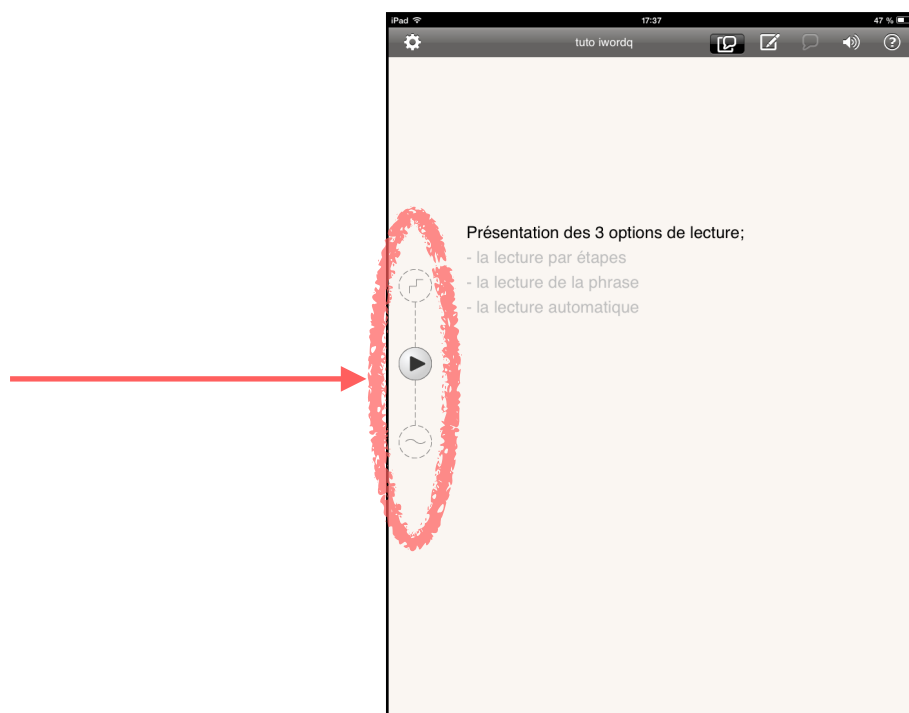 iPad 17:37 47 %
tuto iwordq
Présentation des 3 options de lecture;
- la lecture par étapes
- la lecture de la phrase
- la lecture automatique